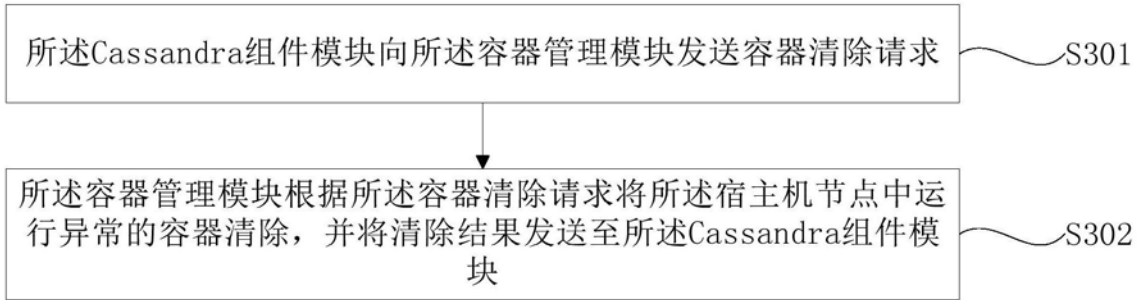 所述Cassandra组件模块向所述容器管理模块发送容器清除请求
S301
所述容器管理模块根据所述容器清除请求将所述宿主机节点中运
行异常的容器清除，并将清除结果发送至所述Cassandra组件模
块
S302